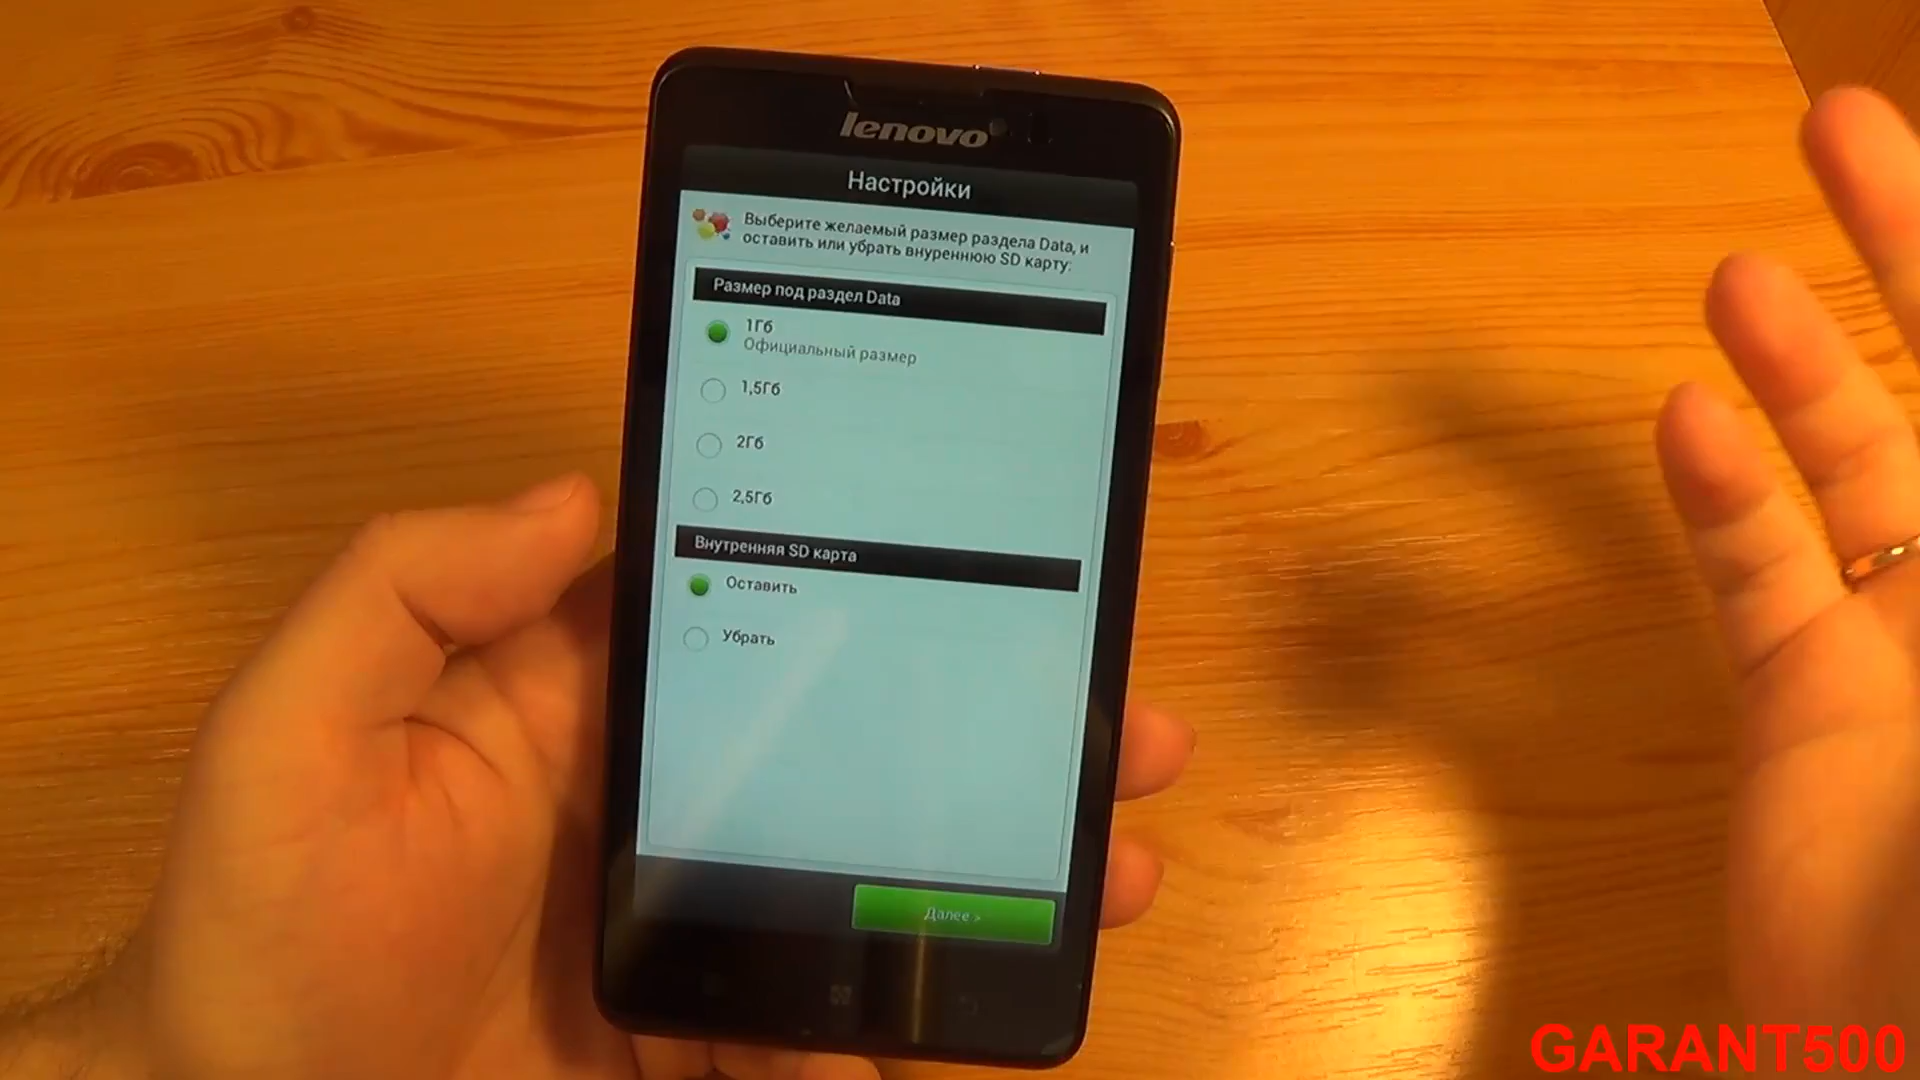 lenovo
Настройки
Выберите желаемый размер раздела Data, и
оставить или убрать внуреннюю SD карту:
Размер под раздел Data
1Гб
Официальный размер
1,5Гб
2Гб
2,5Гб
Внутренняя SD карта
Оставить
Убрать
Далее >
GARANT500